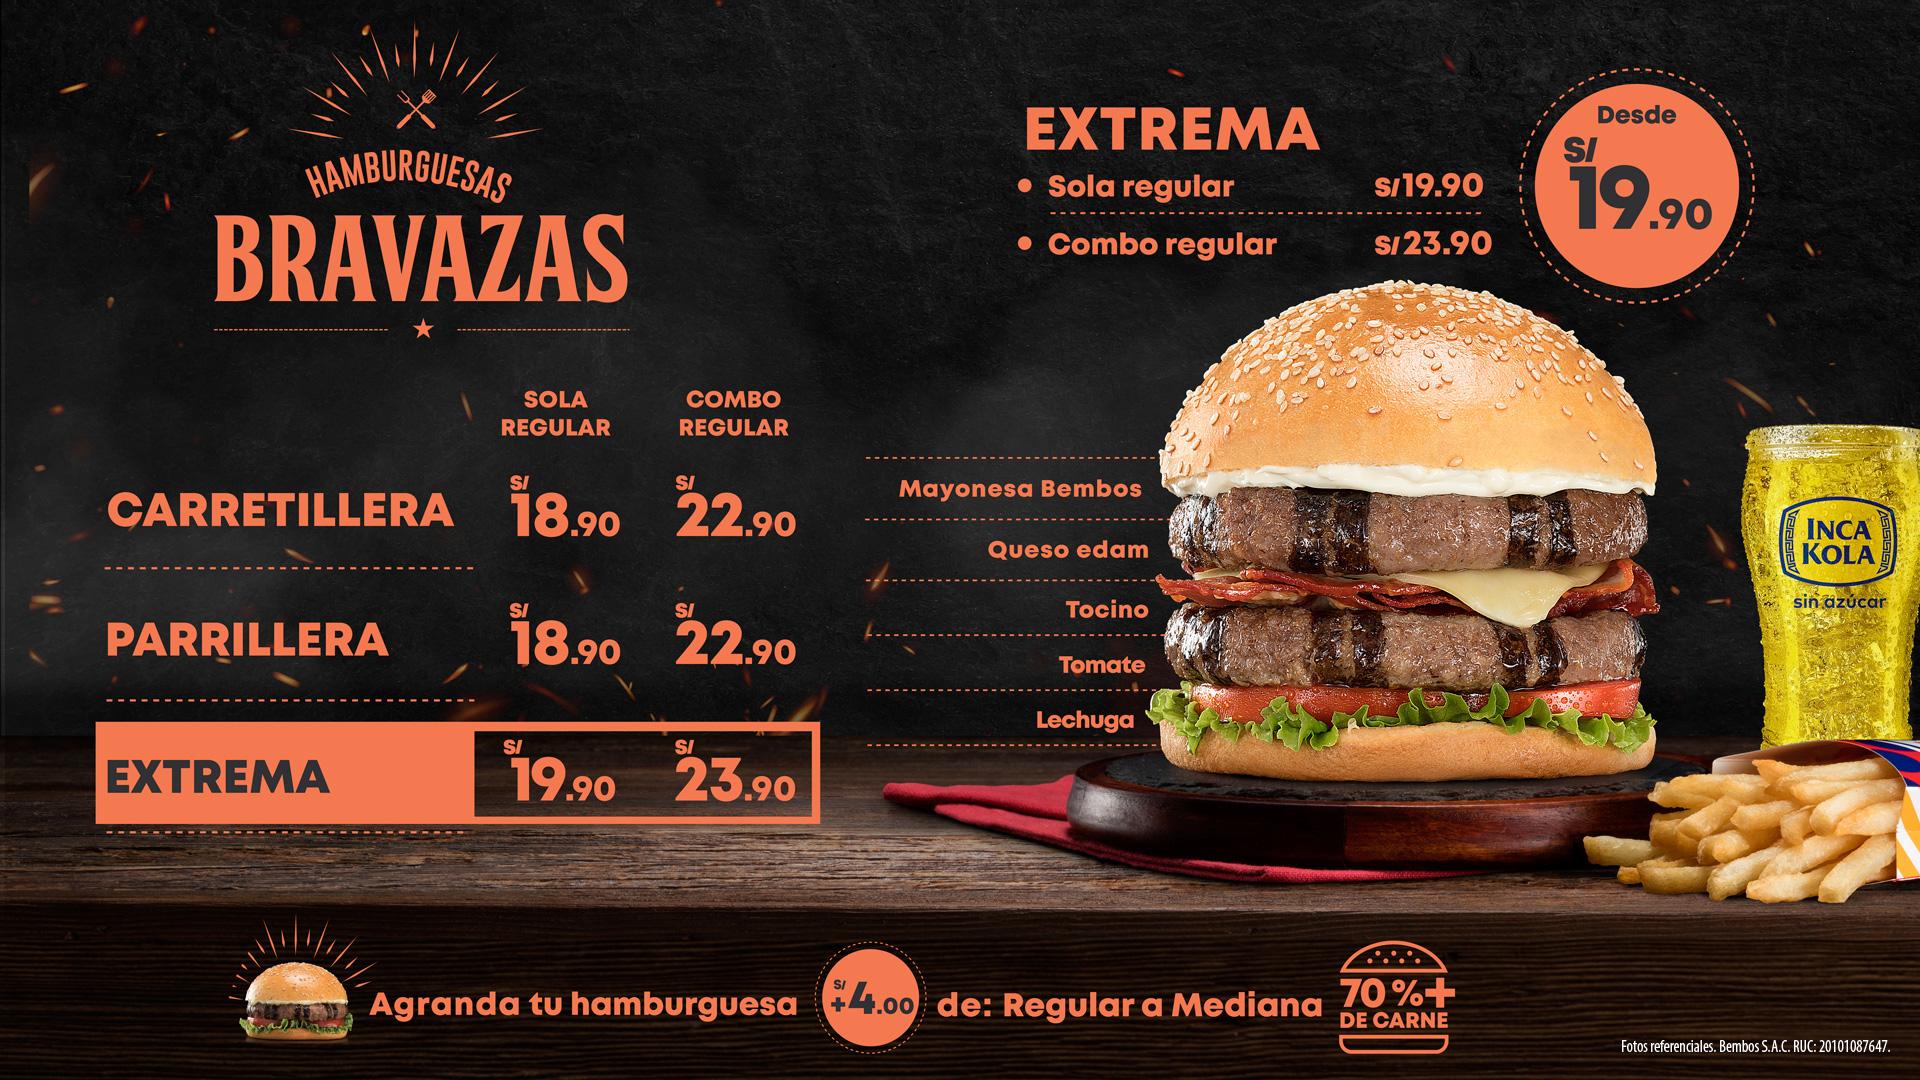 HAMBURGUESAS
BRAVAZAS
SOLA REGULAR
COMBO REGULAR
CARRETILLERA S/ 18.90 S/ 22.90
PARRILLERA S/ 18.90 S/ 22.90
EXTREMA S/ 19.90 S/ 23.90
EXTREMA
• Sola regular S/19.90
• Combo regular S/23.90
Desde
S/
19.90
Mayonesa Bembos
Queso edam
Tocino
Tomate
Lechuga
INCA
KOLA
sin azúcar
Agranda tu hamburguesa S/ +4.00 de: Regular a Mediana
70%+
DE CARNE
Fotos referenciales. Bembos S.A.C. RUC: 20101087647.